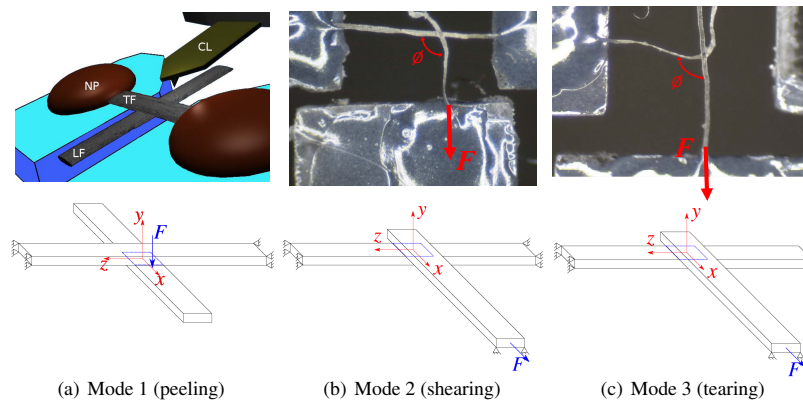 CL
NP
TF
LF
ø
F
ø
F
y
F
z
x
y
z
x
F
y
z
x
F
(a) Mode 1 (peeling)
(b) Mode 2 (shearing)
(c) Mode 3 (tearing)